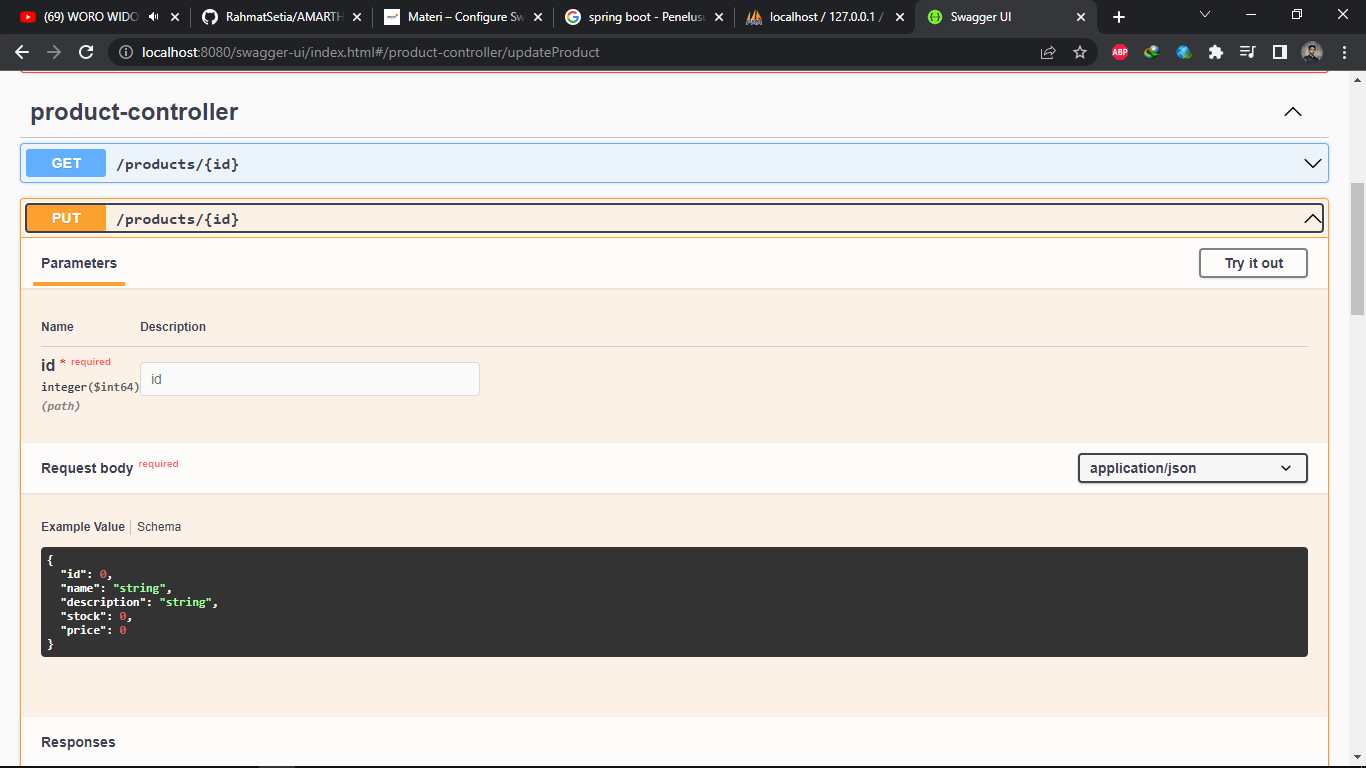 (69) WORO WIDO
RahmatSetia/AMARTH
Materi – Configure Sw
spring boot - Penelusu
localhost / 127.0.0.1 /
Swagger UI
localhost:8080/swagger-ui/index.html#/product-controller/updateProduct
ABP
product-controller
GET /products/{id}
PUT /products/{id}
Parameters
Try it out
Name Description
id * required
integer($int64)
(path)
id
Request body required
application/json
Example Value Schema
{
"id": 0,
"name": "string",
"description": "string",
"stock": 0,
"price": 0
}
Responses